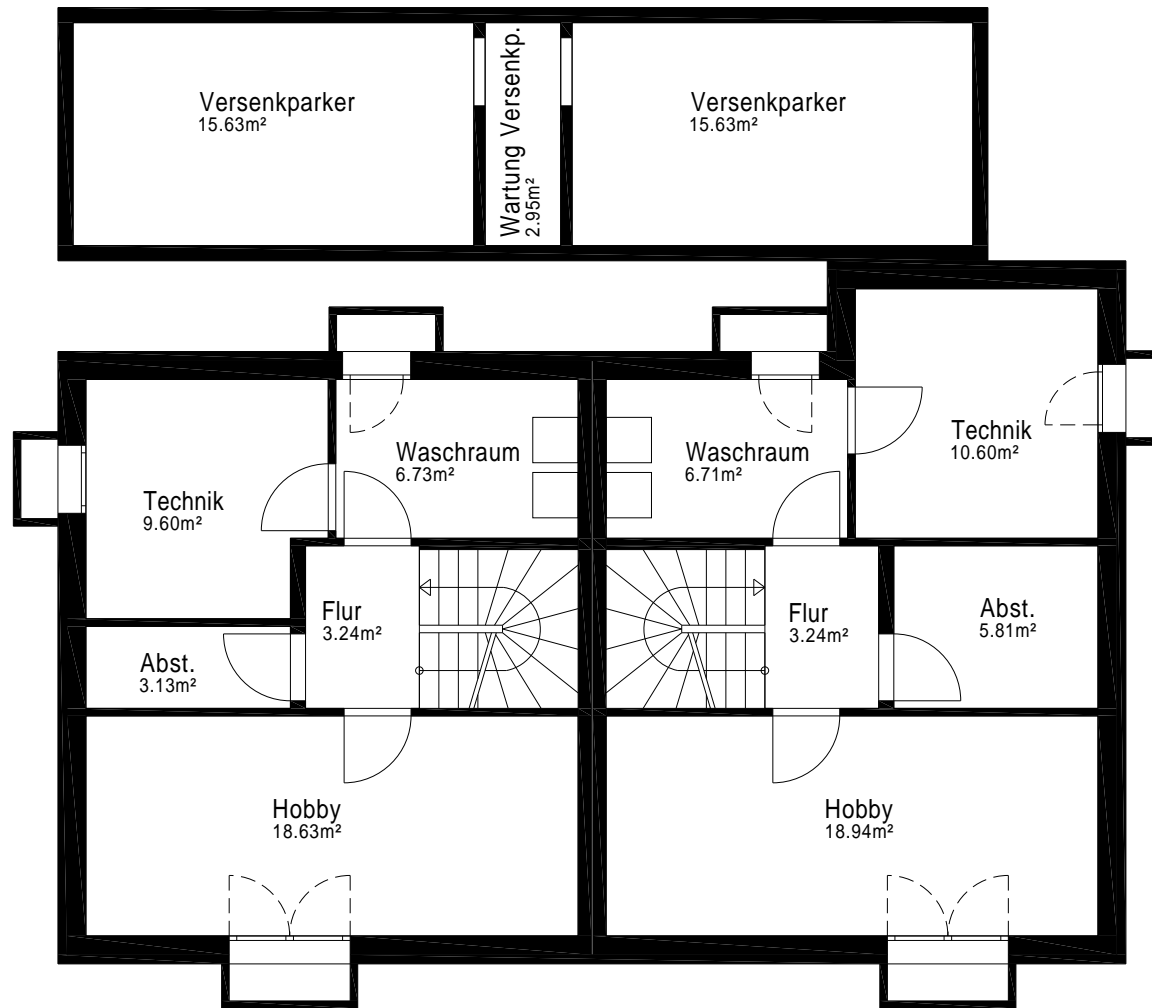 Versenkparker
15.63m²
Wartung Versenkp.
2.95m²
Versenkparker
15.63m²
Waschraum
6.73m²
Waschraum
6.71m²
Technik
10.60m²
Technik
9.60m²
Flur
3.24m²
Flur
3.24m²
Abst.
5.81m²
Abst.
3.13m²
Hobby
18.63m²
Hobby
18.94m²